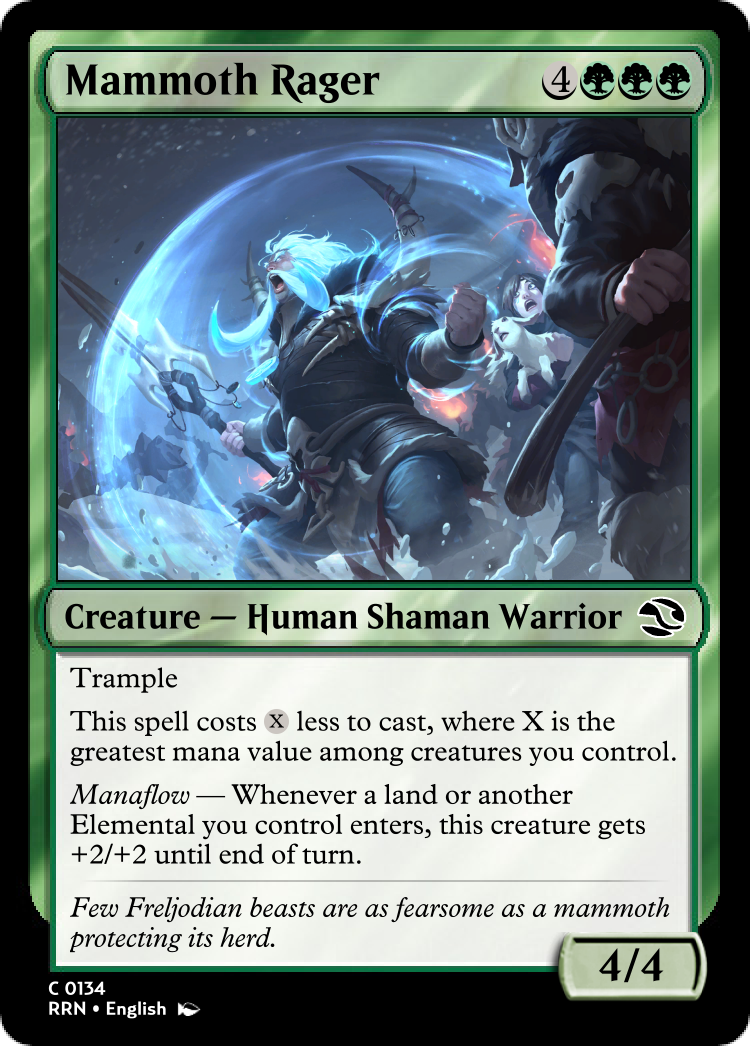 Mammoth Rager 4
Creature — Human Shaman Warrior
Trample
This spell costs X less to cast, where X is the
greatest mana value among creatures you control.
Manaflow — Whenever a land or another
Elemental you control enters, this creature gets
+2/+2 until end of turn.
Few Freljodian beasts are as fearsome as a mammoth
protecting its herd.
4/4
C 0134
RRN • English